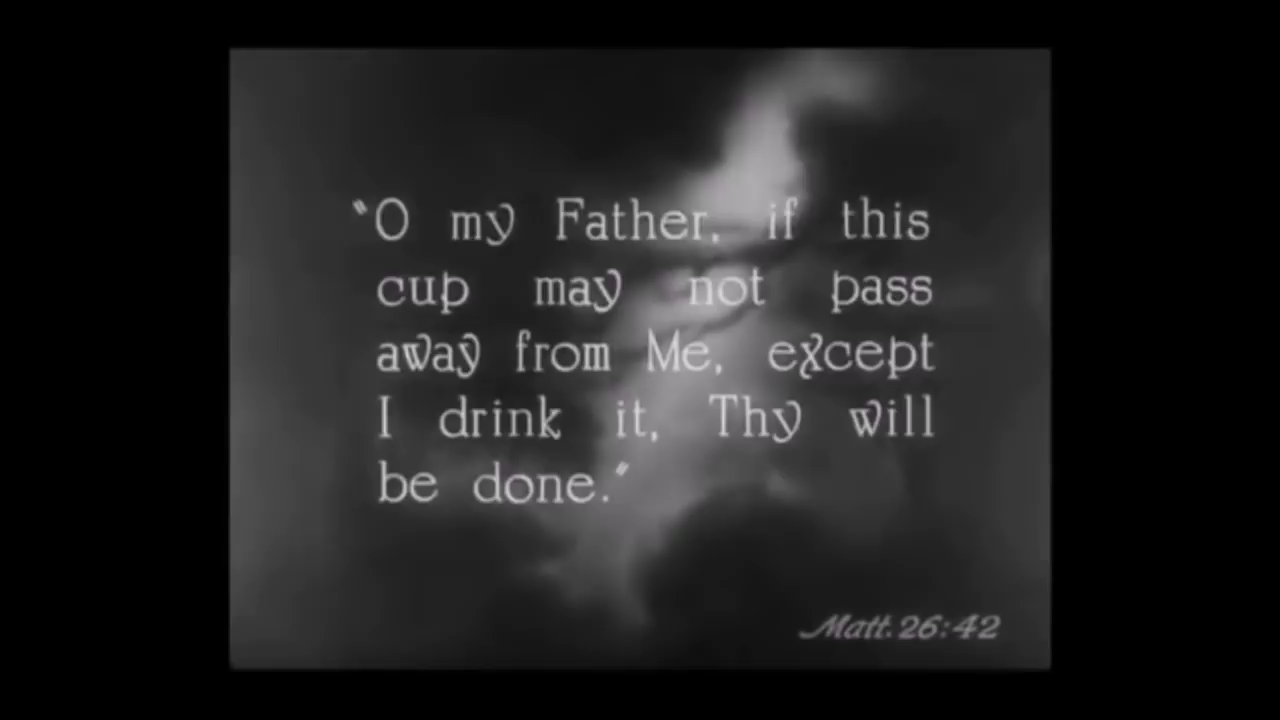 "O my Father, if this
cup may not pass
away from Me, except
I drink it, Thy will
be done."
Matt. 26:42